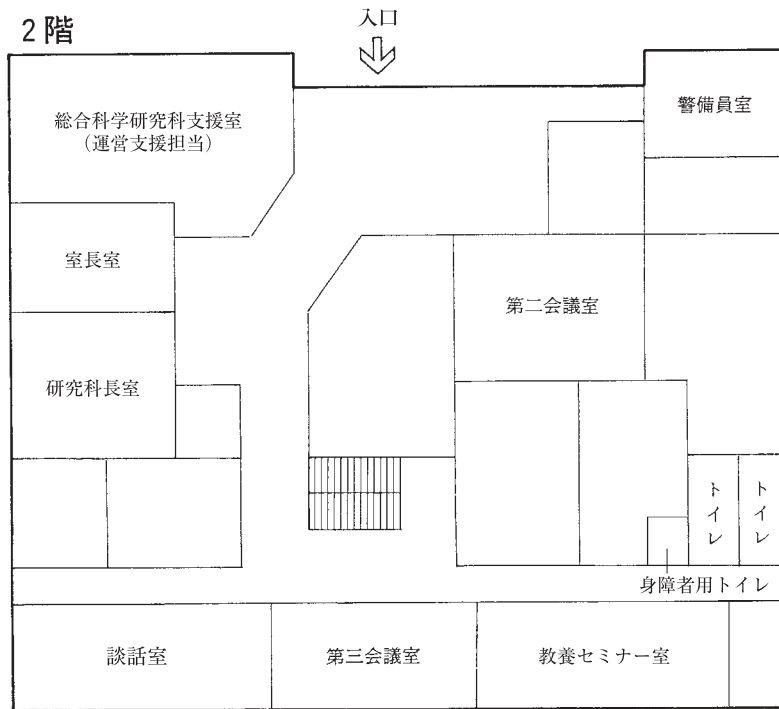 2階
入口
総合科学研究科支援室
（運営支援担当）
警備員室
室長室
第二会議室
研究科長室
トイレ
トイレ
身障者用トイレ
談話室
第三会議室
教養セミナー室